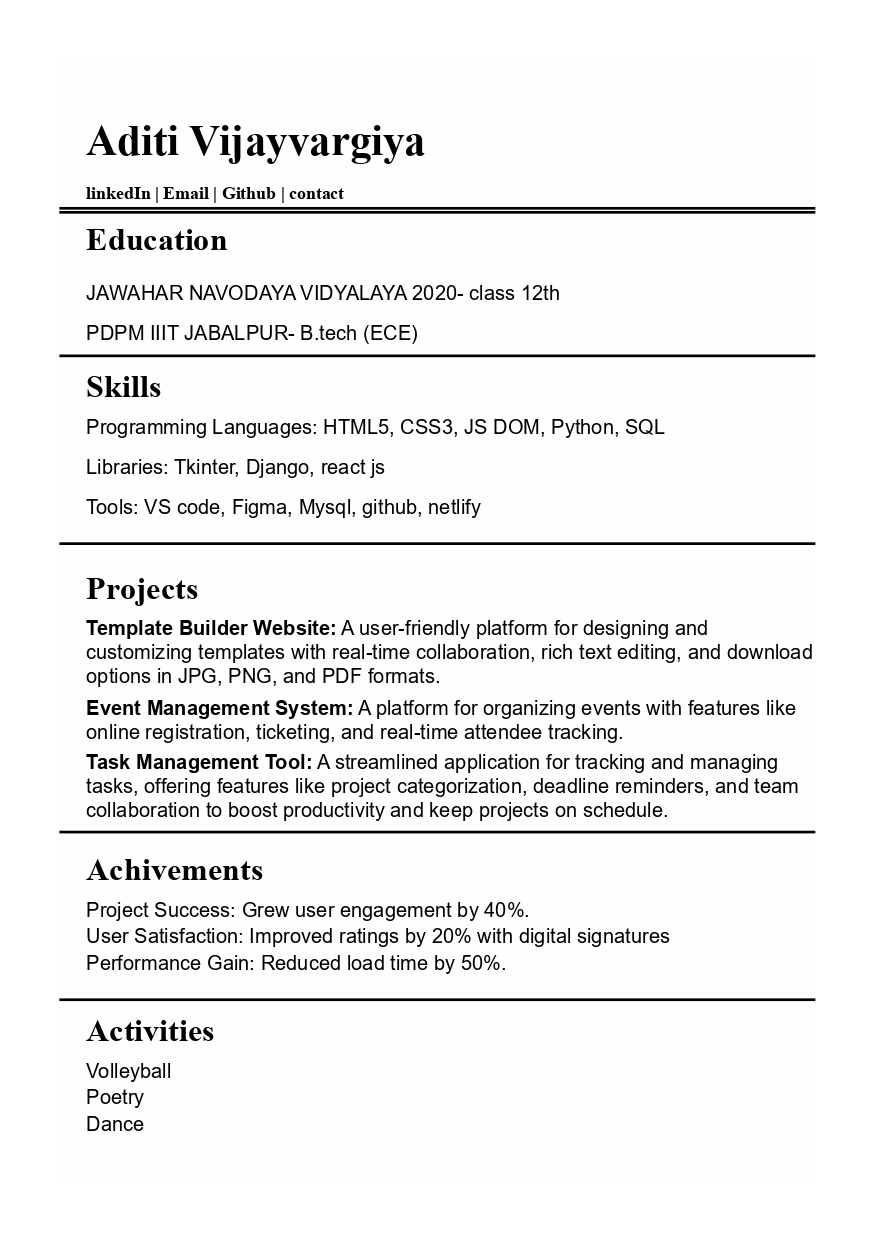 Aditi Vijayvargiya
linkedIn | Email | Github | contact
Education
JAWAHAR NAVODAYA VIDYALAYA 2020- class 12th
PDPM IIIT JABALPUR- B.tech (ECE)
Skills
Programming Languages: HTML5, CSS3, JS DOM, Python, SQL
Libraries: Tkinter, Django, react js
Tools: VS code, Figma, Mysql, github, netlify
Projects
Template Builder Website: A user-friendly platform for designing and
customizing templates with real-time collaboration, rich text editing, and download
options in JPG, PNG, and PDF formats.
Event Management System: A platform for organizing events with features like
online registration, ticketing, and real-time attendee tracking.
Task Management Tool: A streamlined application for tracking and managing
tasks, offering features like project categorization, deadline reminders, and team
collaboration to boost productivity and keep projects on schedule.
Achivements
Project Success: Grew user engagement by 40%.
User Satisfaction: Improved ratings by 20% with digital signatures
Performance Gain: Reduced load time by 50%.
Activities
Volleyball
Poetry
Dance